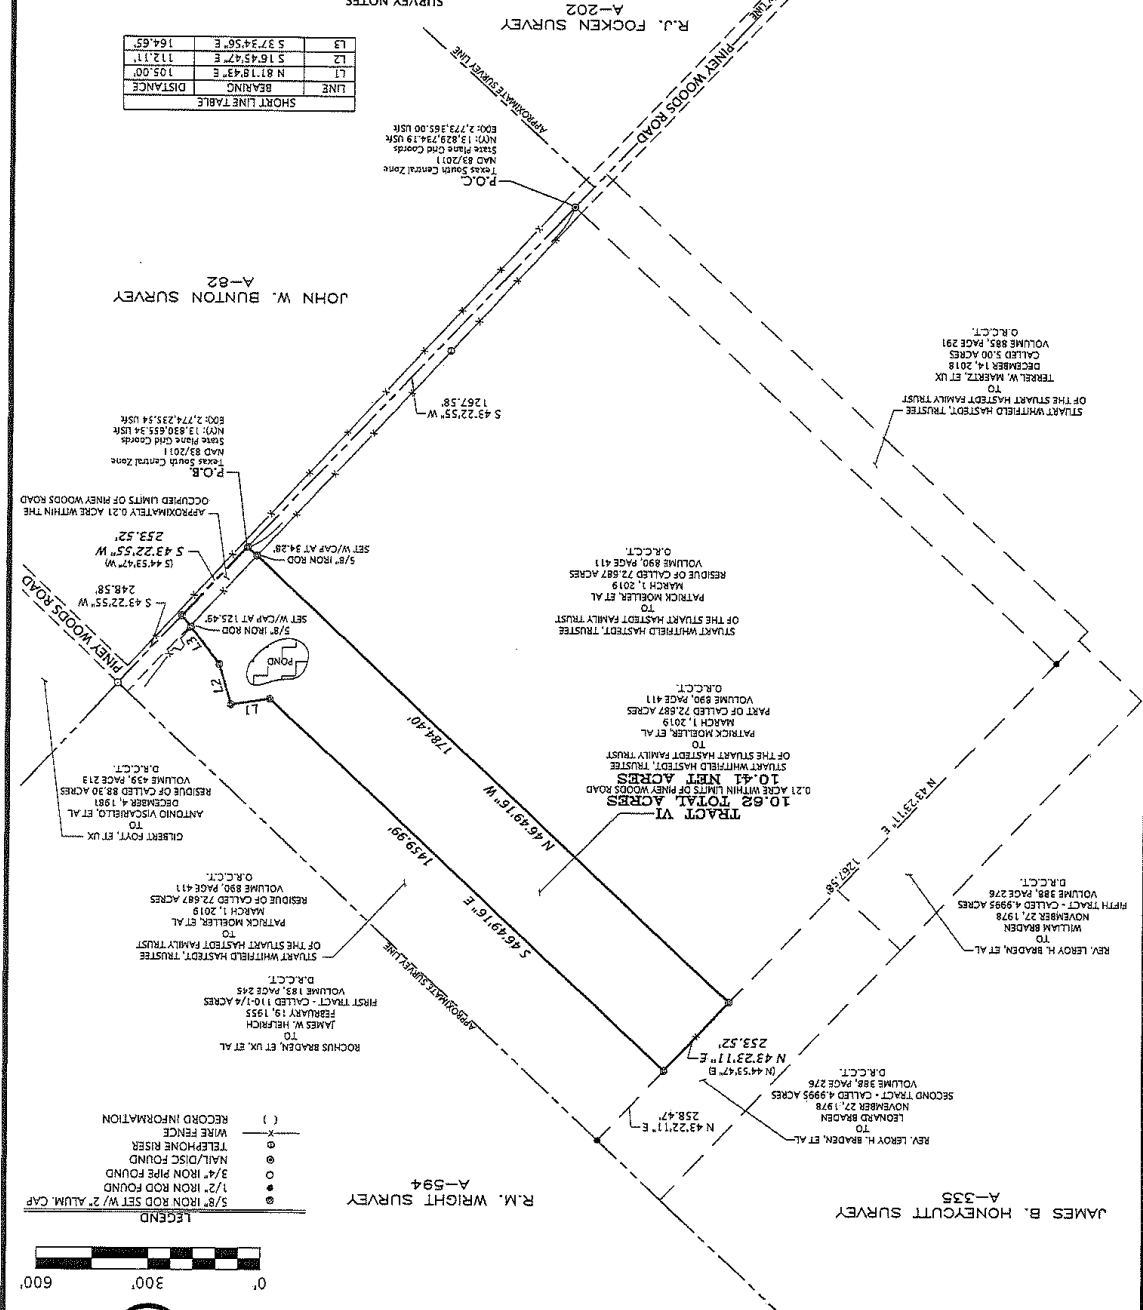 0' 300' 600'
LEGEND
5/8" IRON ROD SET W/ 2" ALUM. CAP
1/2" IRON ROD FOUND
3/4" IRON PIPE FOUND
NAIL/DISC FOUND
TELEPHONE RISER
WIRE FENCE
( ) RECORD INFORMATION
JAMES B. HONEYCUTT SURVEY
A-335
R.M. WRIGHT SURVEY
A-594
REV. LEROY H. BRADEN, ET AL
TO
LEONARD BRADEN
NOVEMBER 27, 1978
SECOND TRACT - CALLED 4.9995 ACRES
VOLUME 388, PAGE 276
D.R.C.C.T.
N 43°22'11" E
258.47'
(N 44°53'47" E)
N 43°23'11" E
253.52'
ROCHUS BRADEN, ET UX, ET AL
TO
JAMES W. HELFRICH
FEBRUARY 19, 1955
FIRST TRACT - CALLED 110-1/4 ACRES
VOLUME 183, PAGE 245
D.R.C.C.T.
APPROXIMATE SURVEY LINE
REV. LEROY H. BRADEN, ET AL
TO
WILLIAM BRADEN
NOVEMBER 27, 1978
FIFTH TRACT - CALLED 4.9995 ACRES
VOLUME 388, PAGE 276
D.R.C.C.T.
STUART WHITFIELD HASTEDT, TRUSTEE
OF THE STUART HASTEDT FAMILY TRUST
TO
PATRICK MOELLER, ET AL
MARCH 1, 2019
RESIDUE OF CALLED 72.687 ACRES
VOLUME 890, PAGE 411
O.R.C.C.T.
S 46°49'16" E
1459.99'
1267.58'
N 43°23'11" E
GILBERT FOYT, ET UX
TO
ANTONIO VISCARIELLO, ET AL
DECEMBER 4, 1981
RESIDUE OF CALLED 88.30 ACRES
VOLUME 439, PAGE 213
D.R.C.C.T.
TRACT VI
10.62 TOTAL ACRES
0.21 ACRE WITHIN LIMITS OF PINEY WOODS ROAD
10.41 NET ACRES
STUART WHITFIELD HASTEDT, TRUSTEE
OF THE STUART HASTEDT FAMILY TRUST
TO
PATRICK MOELLER, ET AL
MARCH 1, 2019
PART OF CALLED 72.687 ACRES
VOLUME 890, PAGE 411
O.R.C.C.T.
N 46°49'16" W
1784.40'
L1
L2
L3
POND
PINEY WOODS ROAD
5/8" IRON ROD
SET W/CAP AT 125.49'
S 43°22'55" W
248.58'
STUART WHITFIELD HASTEDT, TRUSTEE
OF THE STUART HASTEDT FAMILY TRUST
TO
PATRICK MOELLER, ET AL
MARCH 1, 2019
RESIDUE OF CALLED 72.687 ACRES
VOLUME 890, PAGE 411
O.R.C.C.T.
5/8" IRON ROD
SET W/CAP AT 34.28'
(S 44°53'47" W)
S 43°22'55" W
253.52'
APPROXIMATELY 0.21 ACRE WITHIN THE
OCCUPIED LIMITS OF PINEY WOODS ROAD
P.O.B.
Texas South Central Zone
NAD 83/2011
State Plane Grid Coords
N(Y): 13,830,655.34 USft
E(X): 2,774,235.54 USft
STUART WHITFIELD HASTEDT, TRUSTEE
OF THE STUART HASTEDT FAMILY TRUST
TO
TERREL W. MAERTZ, ET UX
DECEMBER 14, 2018
CALLED 5.00 ACRES
VOLUME 885, PAGE 291
O.R.C.C.T.
S 43°22'55" W
1267.58'
JOHN W. BUNTON SURVEY
A-82
P.O.C.
Texas South Central Zone
NAD 83/2011
State Plane Grid Coords
N(Y): 13,829,734.19 USft
E(X): 2,773,365.00 USft
APPROXIMATE SURVEY LINE
PINEY WOODS ROAD
SHORT LINE TABLE
LINE BEARING DISTANCE
L1 N 81°18'43" E 105.00'
L2 S 16°45'47" E 112.11'
L3 S 37°34'56" E 164.65'
R.J. FOCKEN SURVEY
A-202
LINE
SURVEY NOTES